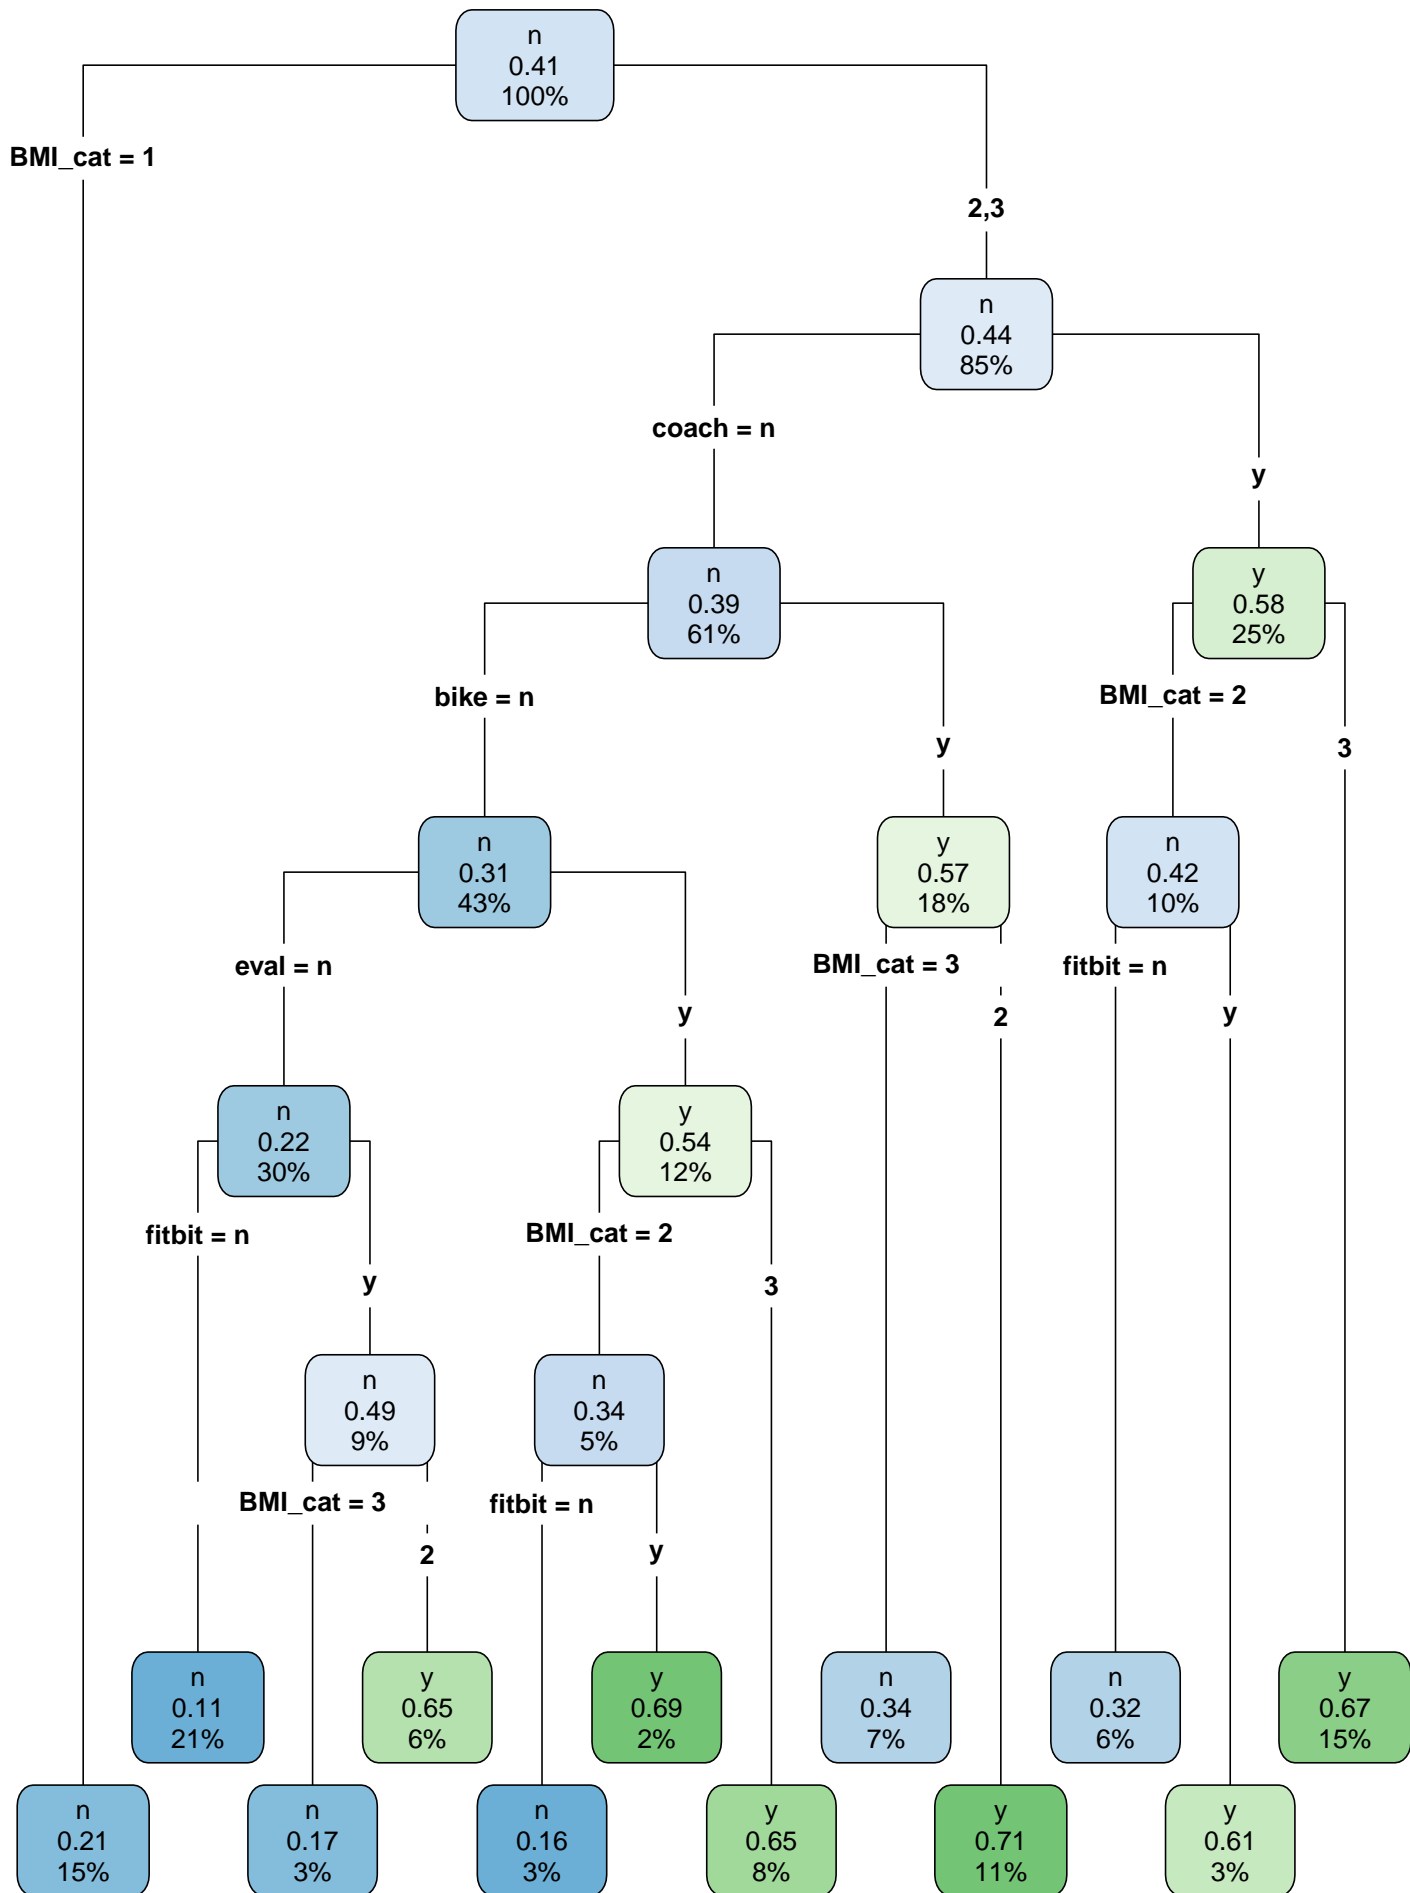 n
0.41
100%
BMI_cat = 1
2,3
n
0.44
85%
coach = n
y
n
0.39
61%
y
0.58
25%
bike = n
y
BMI_cat = 2
3
n
0.31
43%
y
0.57
18%
n
0.42
10%
eval = n
y
BMI_cat = 3
2
fitbit = n
y
n
0.22
30%
y
0.54
12%
fitbit = n
y
BMI_cat = 2
3
n
0.49
9%
n
0.34
5%
BMI_cat = 3
2
fitbit = n
y
n
0.11
21%
y
0.65
6%
y
0.69
2%
n
0.34
7%
n
0.32
6%
y
0.67
15%
n
0.21
15%
n
0.17
3%
n
0.16
3%
y
0.65
8%
y
0.71
11%
y
0.61
3%